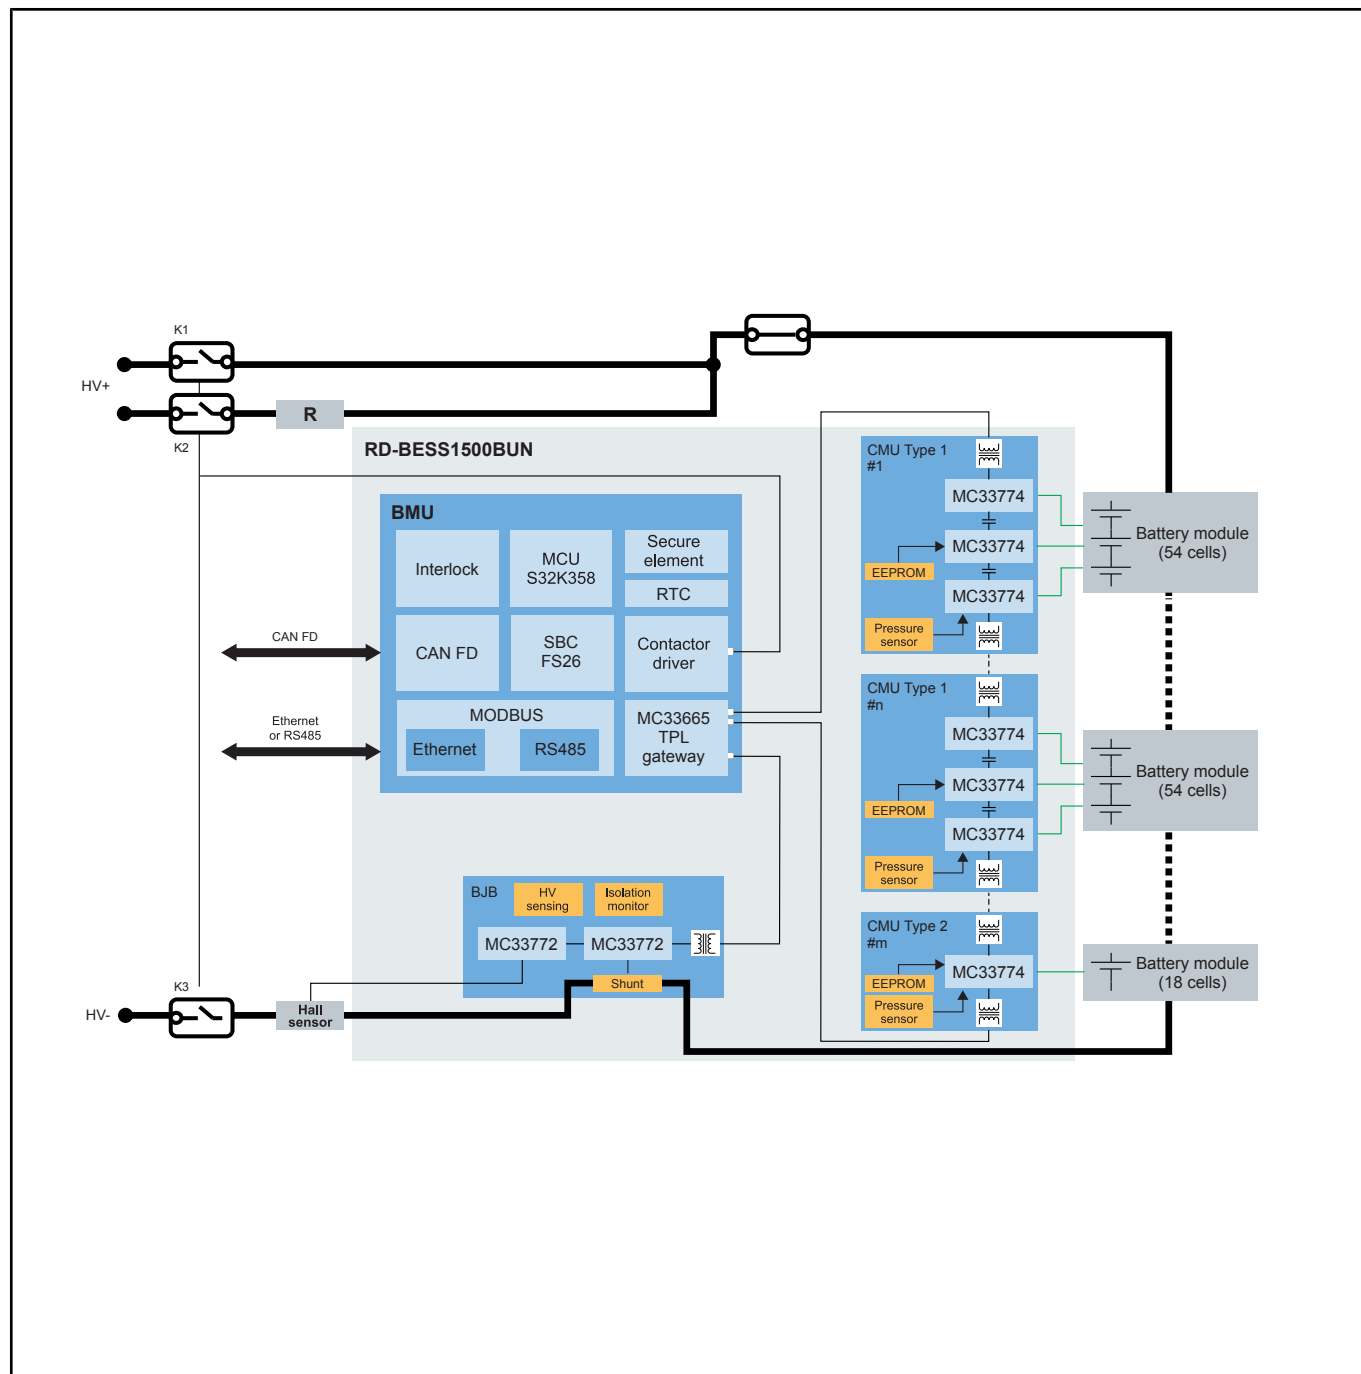 K1
HV+
R
K2
RD-BESS1500BUN
BMU
Interlock
MCU
S32K358
Secure
element
RTC
CAN FD
CAN FD
SBC
FS26
Contactor
driver
Ethernet
or RS485
MODBUS
Ethernet
RS485
MC33665
TPL
gateway
CMU Type 1
#1
MC33774
MC33774
EEPROM
MC33774
Pressure
sensor
Battery module
(54 cells)
CMU Type 1
#n
MC33774
MC33774
EEPROM
MC33774
Pressure
sensor
Battery module
(54 cells)
BJB
HV
sensing
Isolation
monitor
MC33772
MC33772
Shunt
CMU Type 2
#m
MC33774
EEPROM
Pressure
sensor
Battery module
(18 cells)
K3
HV-
Hall
sensor